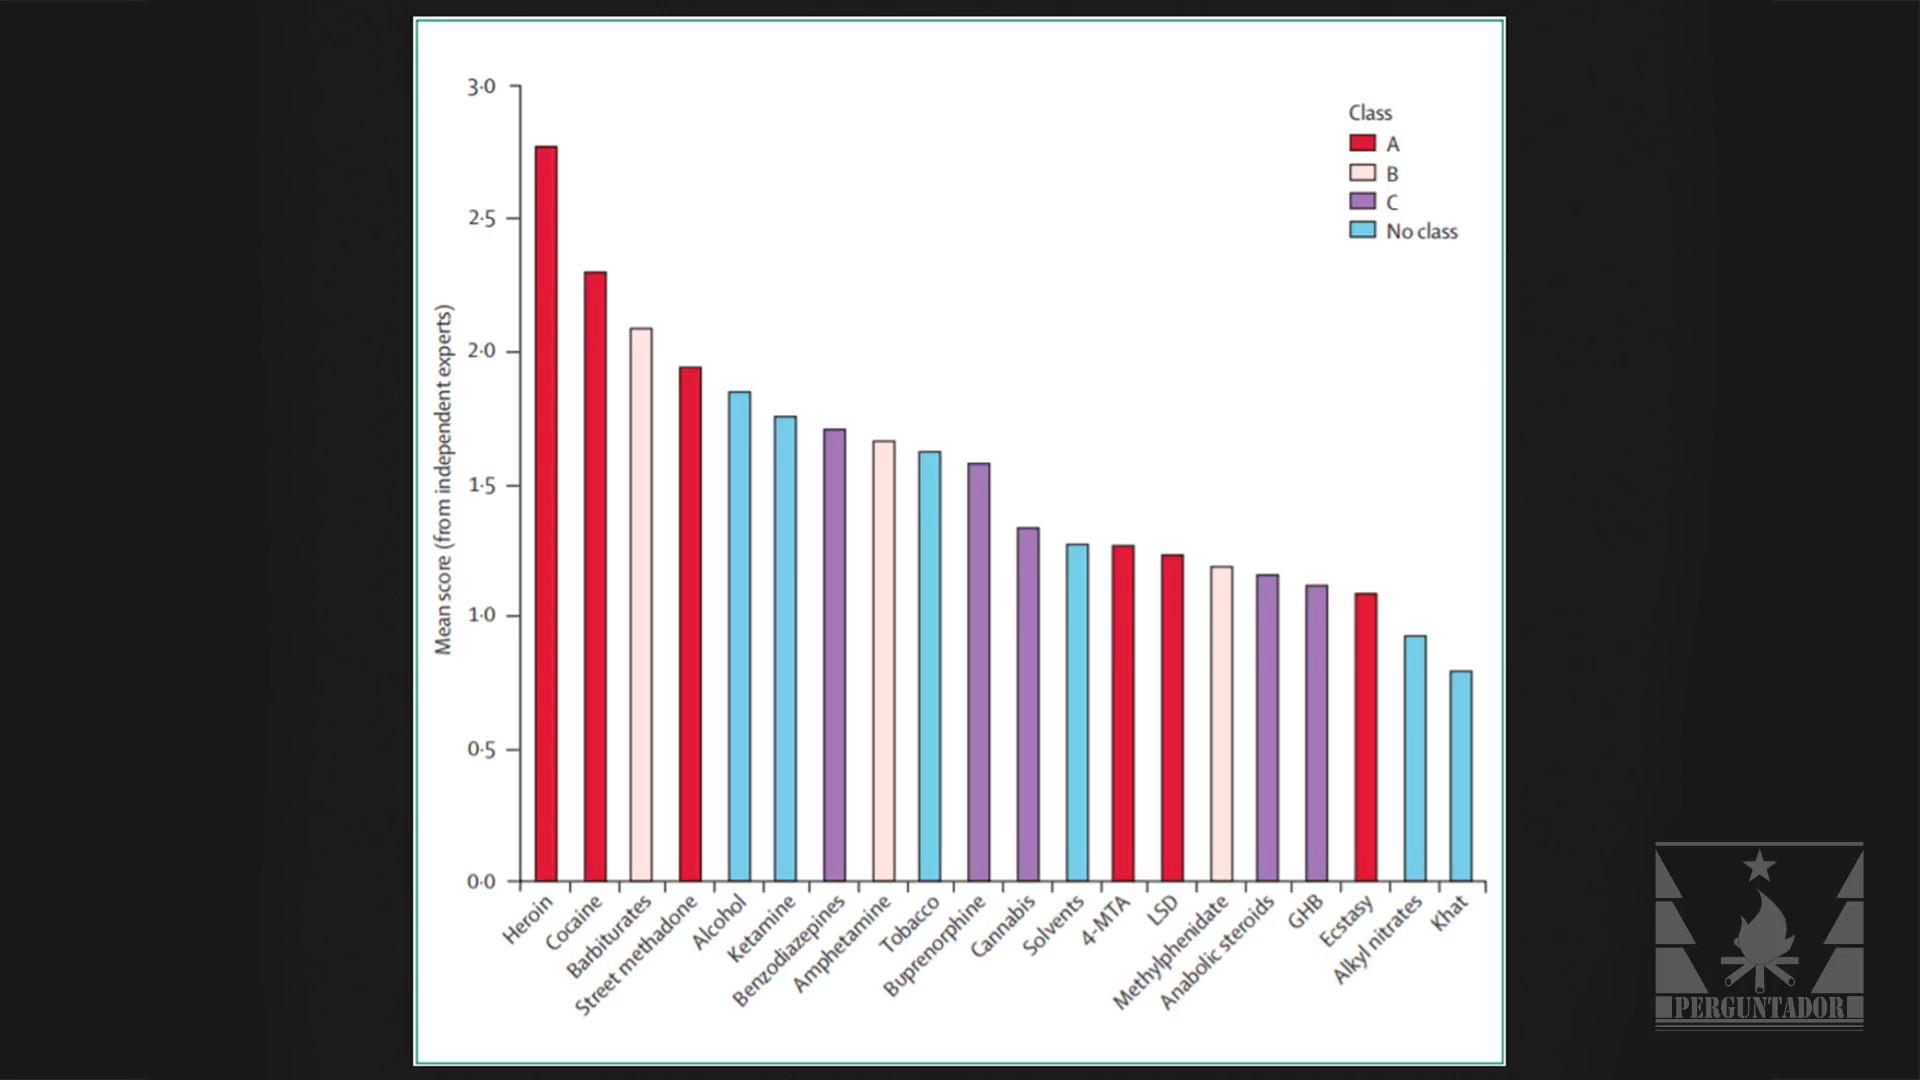 3·0
2·5
2·0
1·5
1·0
0·5
0·0
Mean score (from independent experts)
Class
A
B
C
No class
Heroin
Cocaine
Barbiturates
Street methadone
Alcohol
Ketamine
Benzodiazepines
Amphetamine
Tobacco
Buprenorphine
Cannabis
Solvents
4-MTA
LSD
Methylphenidate
Anabolic steroids
GHB
Ecstasy
Alkyl nitrates
Khat
PERGUNTADOR